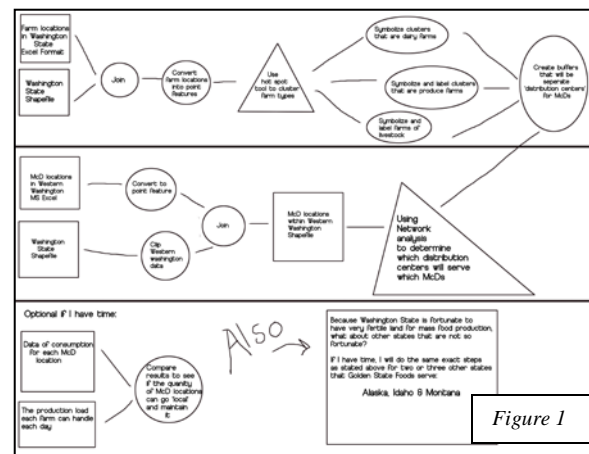 Farm locations
in Washington
State
Excel Format
Washington
State
Shapefile
Join
Convert
farm locations
into point
features
Use
hot spot
tool to cluster
farm types
Symbolize clusters
that are dairy farms
Symbolize and label clusters
that are produce farms
Symbolize and
label farms of
livestock
Create buffers
that will be
seperate
'distribution centers'
for McDs
McD locations
in Western
Washington
MS Excel
Washington
State
Shapefile
Convert to
point feature
Clip
Western
washington
data
Join
McD locations
within Western
Washington
Shapefile
Using
Network
analysis
to determine
which distribution
centers will serve
which McDs
Optional if I have time:
Data of consumption
for each McD
location
The production load
each farm can handle
each day
Compare
results to see
if the quanity
of McD locations
can go 'local'
and maintain
it
Also
Because Washington State is fortunate to
have very fertile land for mass food production,
what about other states that are not so
fortunate?
If I have time, I will do the same exact steps
as stated above for two or three other states
that Golden State Foods serve:
Alaska, Idaho & Montana
Figure 1